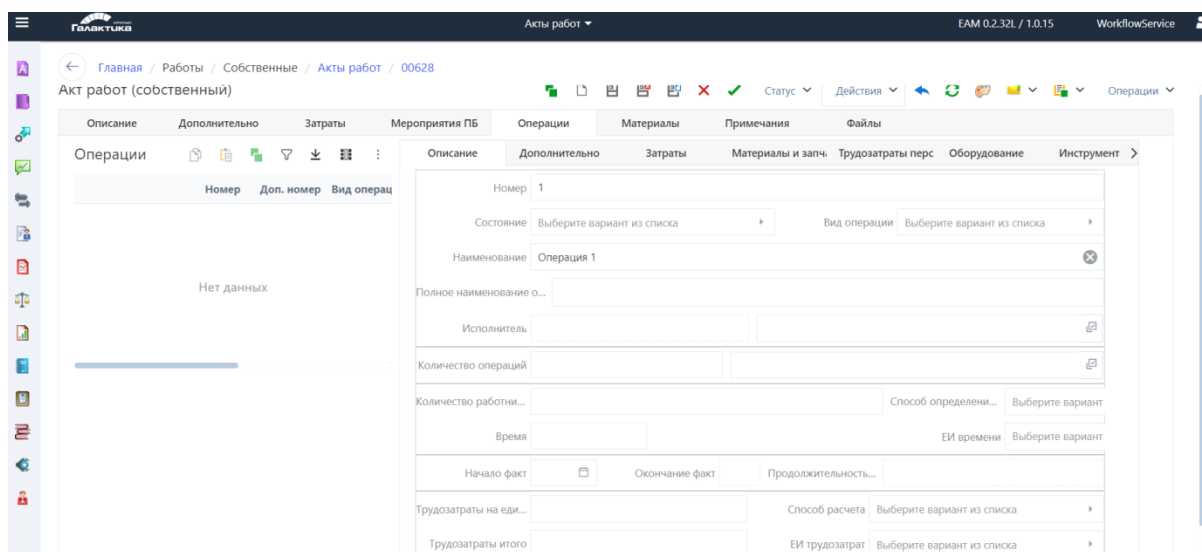 Галактика
Акты работ
EAM 0.2.32L / 1.0.15
WorkflowService
Главная / Работы / Собственные / Акты работ / 00628
Акт работ (собственный)
Статус
Действия
Операции
Описание Дополнительно Затраты Мероприятия ПБ Операции Материалы Примечания Файлы
Операции
Номер Доп. номер Вид операц
Нет данных
Описание Дополнительно Затраты Материалы и запча Трудозатраты перс Оборудование Инструмент
Номер 1
Состояние Выберите вариант из списка Вид операции Выберите вариант из списка
Наименование Операция 1
Полное наименование о...
Исполнитель
Количество операций
Количество работни... Способ определени... Выберите вариант
Время ЕИ времени Выберите вариант
Начало факт Окончание факт Продолжительность...
Трудозатраты на еди... Способ расчета Выберите вариант из списка
Трудозатраты итого ЕИ трудозатрат Выберите вариант из списка